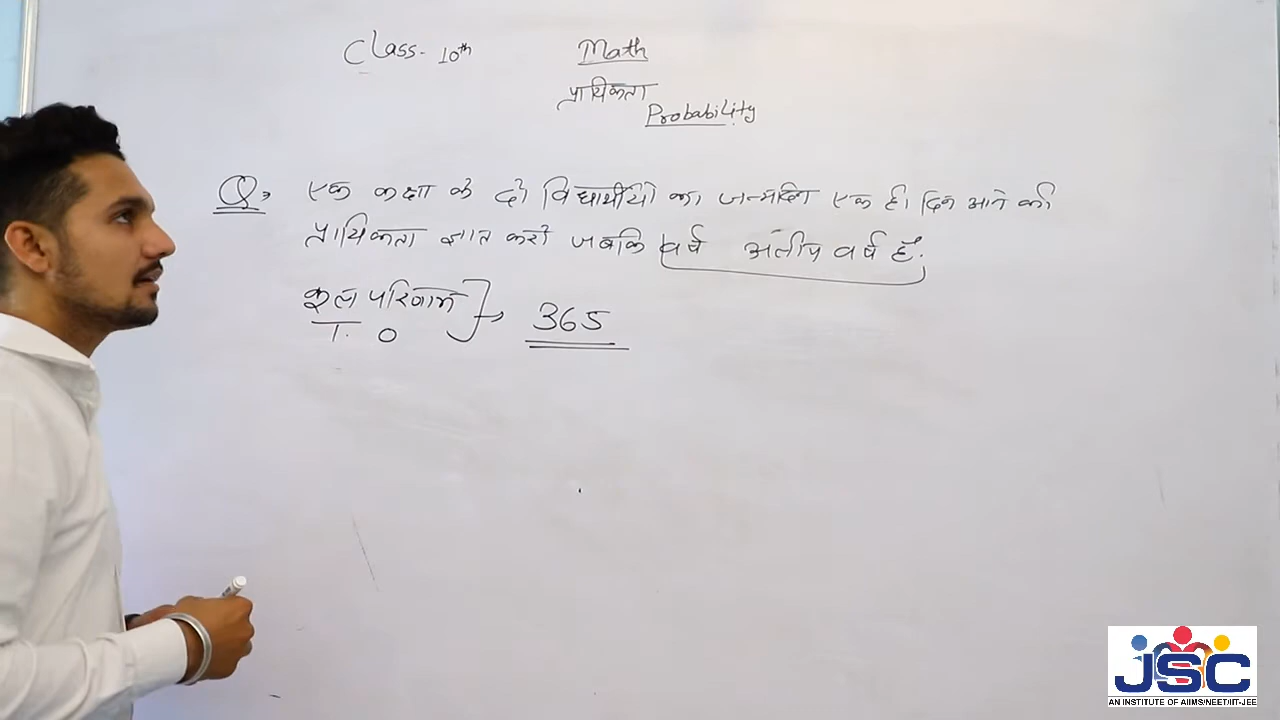 Class- 10th
Math
प्रायिकता
Probability
Q→ एक कक्षा के दो विद्यार्थीयों का जन्मदिन एक ही दिन आने की
प्रायिकता ज्ञात करो जबकि वर्ष अंलीप वर्ष हैं.
कुल परिणाम
T. O
→ 365
JSC
AN INSTITUTE OF AIIMS/NEET/IIT-JEE